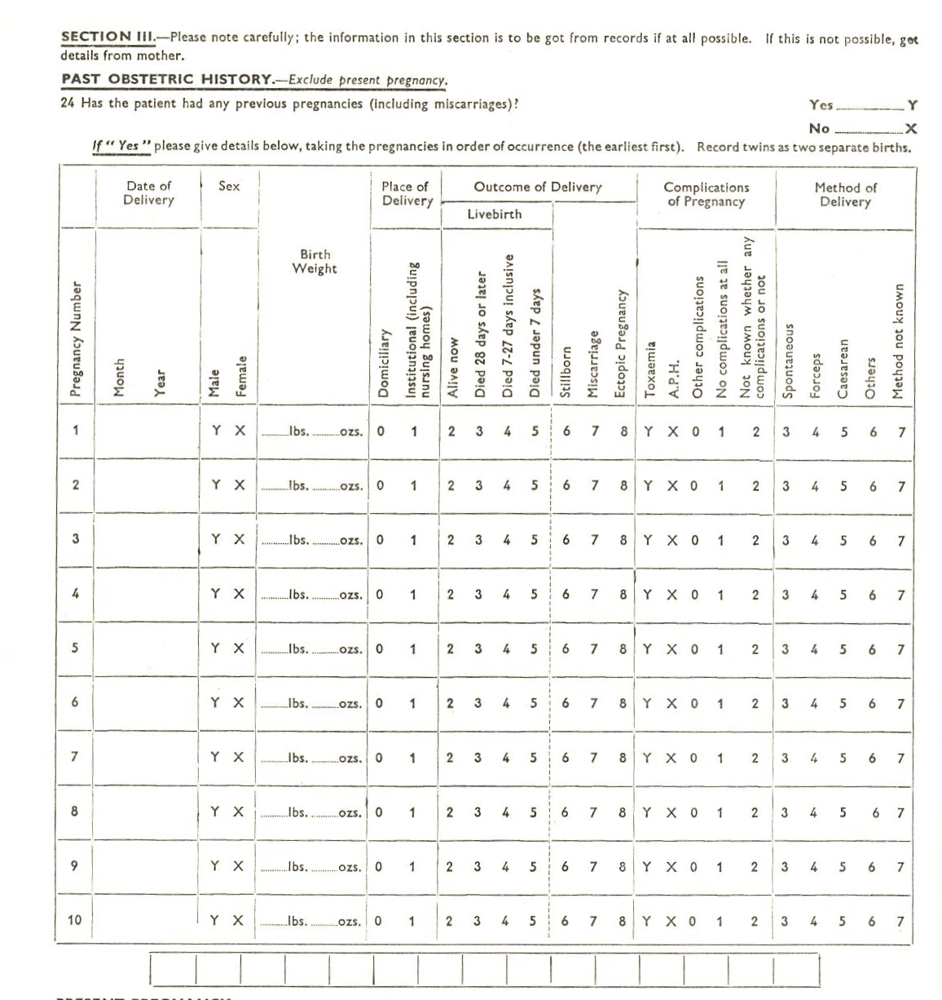 SECTION III.—Please note carefully; the information in this section is to be got from records if at all possible. If this is not possible, get
details from mother.
PAST OBSTETRIC HISTORY.—Exclude present pregnancy.
24 Has the patient had any previous pregnancies (including miscarriages)? Yes ............ Y
No ............ X
If “ Yes ” please give details below, taking the pregnancies in order of occurrence (the earliest first). Record twins as two separate births.
Pregnancy Number
Date of
Delivery
Month
Year
Sex
Male
Female
Birth
Weight
Place of
Delivery
Domiciliary
Institutional (including
nursing homes)
Outcome of Delivery
Livebirth
Alive now
Died 28 days or later
Died 7-27 days inclusive
Died under 7 days
Stillborn
Miscarriage
Ectopic Pregnancy
Complications
of Pregnancy
Toxaemia
A.P.H.
Other complications
No complications at all
Not known whether any
complications or not
Method of
Delivery
Spontaneous
Forceps
Caesarean
Others
Method not known
1 Y X ............lbs. ............ozs. 0 1 2 3 4 5 6 7 8 Y X 0 1 2 3 4 5 6 7
2 Y X ............lbs. ............ozs. 0 1 2 3 4 5 6 7 8 Y X 0 1 2 3 4 5 6 7
3 Y X ............lbs. ............ozs. 0 1 2 3 4 5 6 7 8 Y X 0 1 2 3 4 5 6 7
4 Y X ............lbs. ............ozs. 0 1 2 3 4 5 6 7 8 Y X 0 1 2 3 4 5 6 7
5 Y X ............lbs. ............ozs. 0 1 2 3 4 5 6 7 8 Y X 0 1 2 3 4 5 6 7
6 Y X ............lbs. ............ozs. 0 1 2 3 4 5 6 7 8 Y X 0 1 2 3 4 5 6 7
7 Y X ............lbs. ............ozs. 0 1 2 3 4 5 6 7 8 Y X 0 1 2 3 4 5 6 7
8 Y X ............lbs. ............ozs. 0 1 2 3 4 5 6 7 8 Y X 0 1 2 3 4 5 6 7
9 Y X ............lbs. ............ozs. 0 1 2 3 4 5 6 7 8 Y X 0 1 2 3 4 5 6 7
10 Y X ............lbs. ............ozs. 0 1 2 3 4 5 6 7 8 Y X 0 1 2 3 4 5 6 7